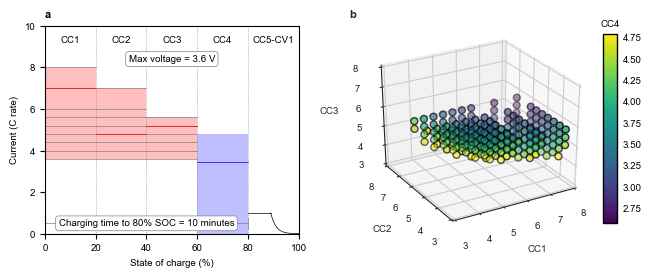 a
CC1 CC2 CC3 CC4 CC5-CV1
Max voltage = 3.6 V
Charging time to 80% SOC = 10 minutes
10
8
6
4
2
0
Current (C rate)
0 20 40 60 80 100
State of charge (%)
b
CC3
8
7
6
5
4
3
CC2
8
7
6
5
4
3
3 4 5 6 7 8
CC1
CC4
4.75
4.50
4.25
4.00
3.75
3.50
3.25
3.00
2.75